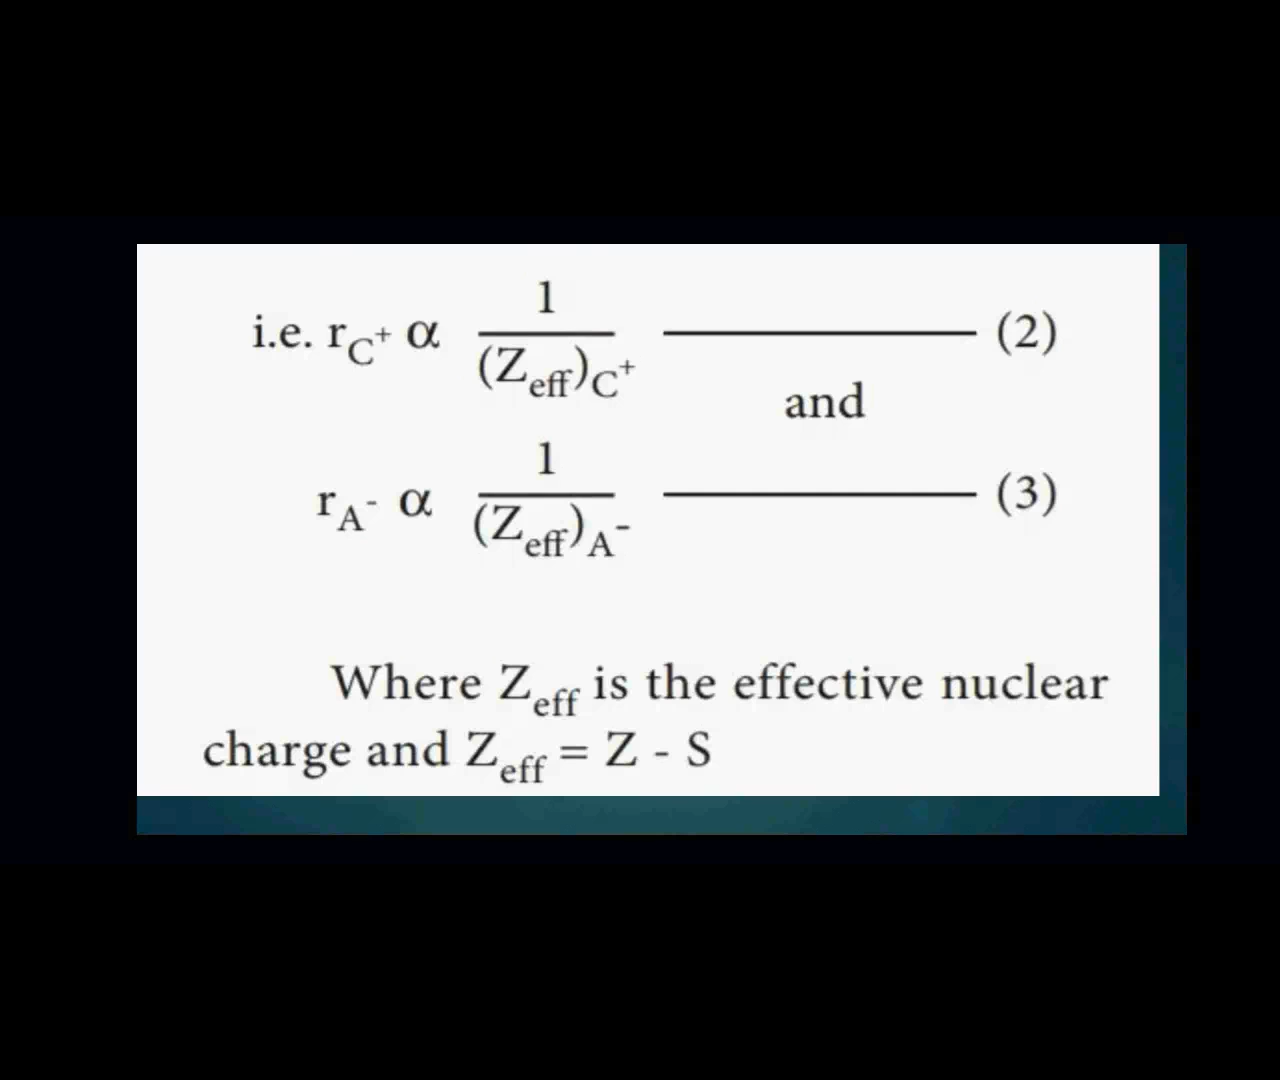 i.e. r_C⁺ α 1/(Z_eff)_C⁺ ——— (2)
and
r_A⁻ α 1/(Z_eff)_A⁻ ——— (3)
Where Z_eff is the effective nuclear
charge and Z_eff = Z - S